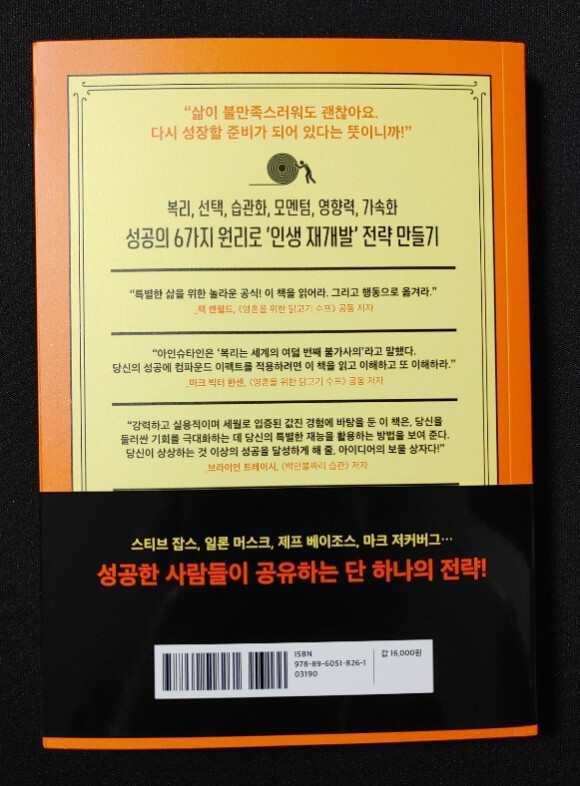 “삶이 불만족스러워도 괜찮아요.
다시 성장할 준비가 되어 있다는 뜻이니까!”
복리, 선택, 습관화, 모멘텀, 영향력, 가속화
성공의 6가지 원리로 ‘인생 재개발’ 전략 만들기
“특별한 삶을 위한 놀라운 공식! 이 책을 읽어라. 그리고 행동으로 옮겨라.”
_잭 캔필드, 《영혼을 위한 닭고기 수프》 공동 저자
“아인슈타인은 ‘복리는 세계의 여덟 번째 불가사의’라고 말했다.
당신의 성공에 컴파운드 이펙트를 적용하려면 이 책을 읽고 이해하고 또 이해하라.”
_마크 빅터 한센, 《영혼을 위한 닭고기 수프》 공동 저자
“강력하고 실용적이며 세월로 입증된 값진 경험에 바탕을 둔 이 책은, 당신을
둘러싼 기회를 극대화하는 데 당신의 특별한 재능을 활용하는 방법을 보여 준다.
당신이 상상하는 것 이상의 성공을 달성하게 해 줄, 아이디어의 보물 상자다!”
_브라이언 트레이시, 《백만불짜리 습관》 저자
스티브 잡스, 일론 머스크, 제프 베이조스, 마크 저커버그…
성공한 사람들이 공유하는 단 하나의 전략!
ISBN
978-89-6051-826-1
03190
값 16,000원